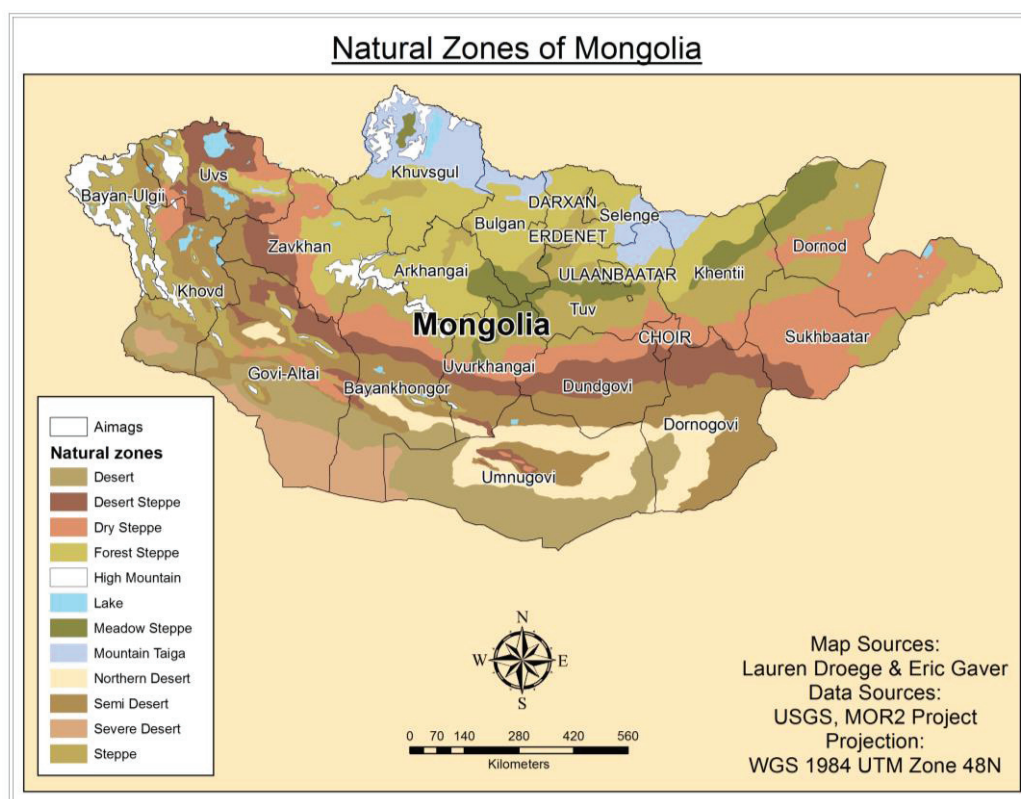 Natural Zones of Mongolia
Khuvsgul
Uvs
Bayan-Ulgii
DARXAN
Selenge
Bulgan
ERDENET
Zavkhan
Dornod
Arkhangai
ULAANBAATAR
Khentii
Khovd
Tuv
Mongolia
CHOIR
Sukhbaatar
Uvurkhangai
Govi-Altai
Bayankhongor
Dundgovi
Dornogovi
Umnugovi
Aimags
Natural zones
Desert
Desert Steppe
Dry Steppe
Forest Steppe
High Mountain
Lake
Meadow Steppe
Mountain Taiga
Northern Desert
Semi Desert
Severe Desert
Steppe
N
W E
S
0 70 140 280 420 560
Kilometers
Map Sources:
Lauren Droege & Eric Gaver
Data Sources:
USGS, MOR2 Project
Projection:
WGS 1984 UTM Zone 48N